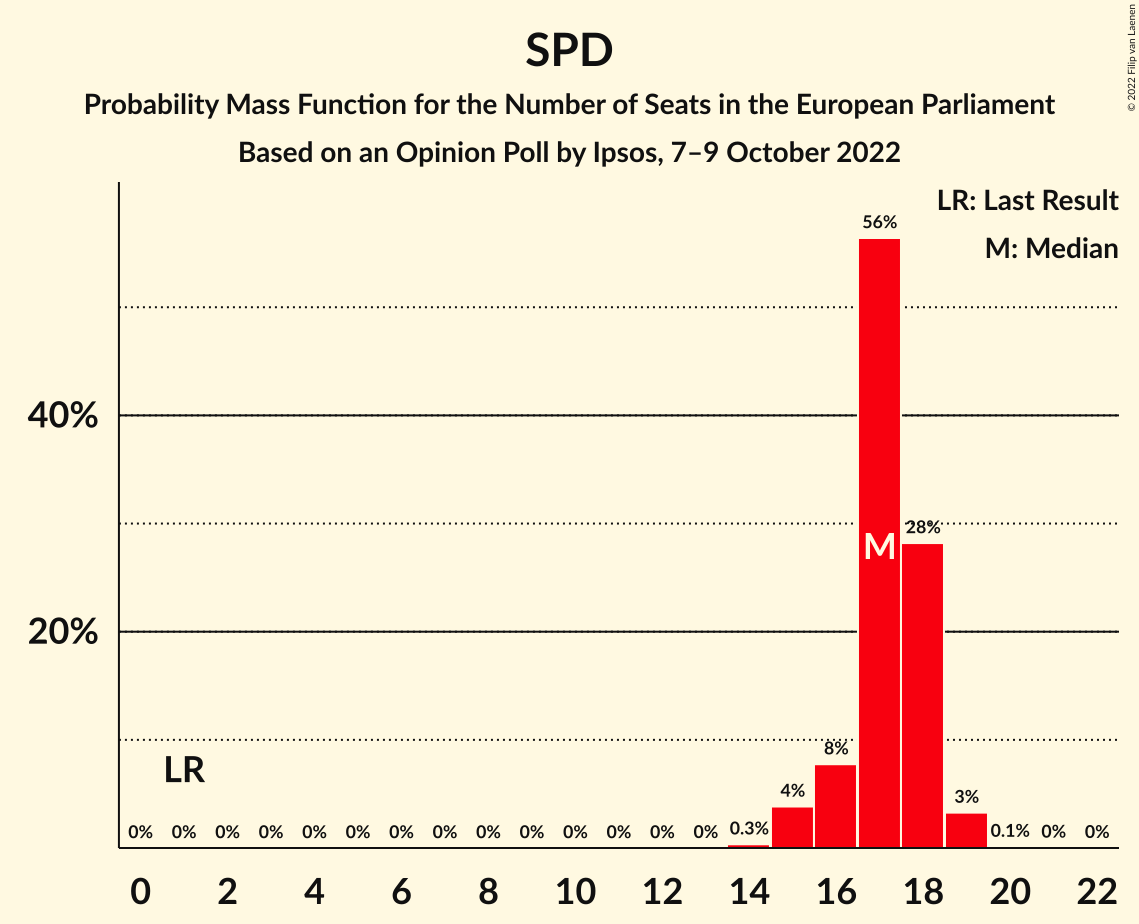 SPD
Probability Mass Function for the Number of Seats in the European Parliament
Based on an Opinion Poll by Ipsos, 7–9 October 2022
© 2022 Filip van Laenen
LR: Last Result
M: Median
56%
40%
28%
M
20%
LR
8%
4%
3%
0% 0% 0% 0% 0% 0% 0% 0% 0% 0% 0% 0% 0% 0% 0.3% 0.1% 0% 0%
0 2 4 6 8 10 12 14 16 18 20 22